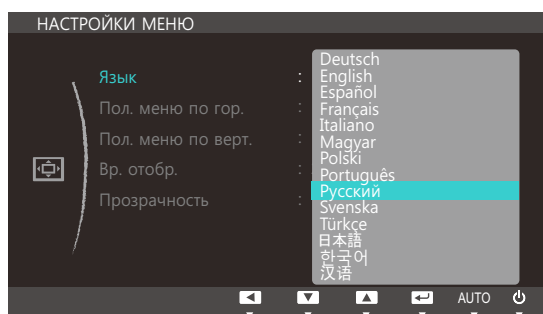 НАСТРОЙКИ МЕНЮ
Язык :
Пол. меню по гор. :
Пол. меню по верт. :
Вр. отобр. :
Прозрачность :
Deutsch
English
Español
Français
Italiano
Magyar
Polski
Português
Русский
Svenska
Türkçe
日本語
한국어
汉语
AUTO